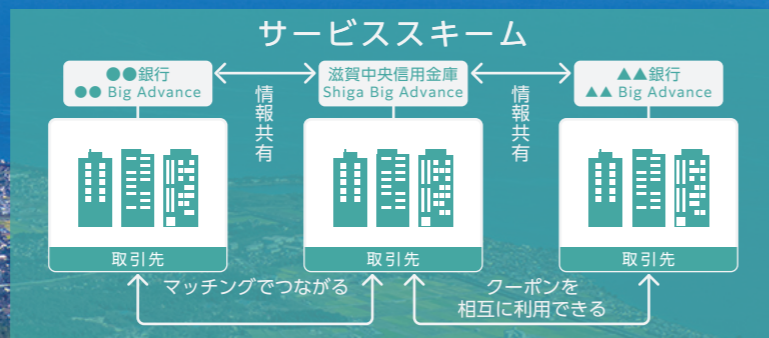 サービススキーム
●●銀行
●● Big Advance
情報共有
滋賀中央信用金庫
Shiga Big Advance
情報共有
▲▲銀行
▲▲ Big Advance
取引先
取引先
取引先
マッチングでつながる
クーポンを
相互に利用できる